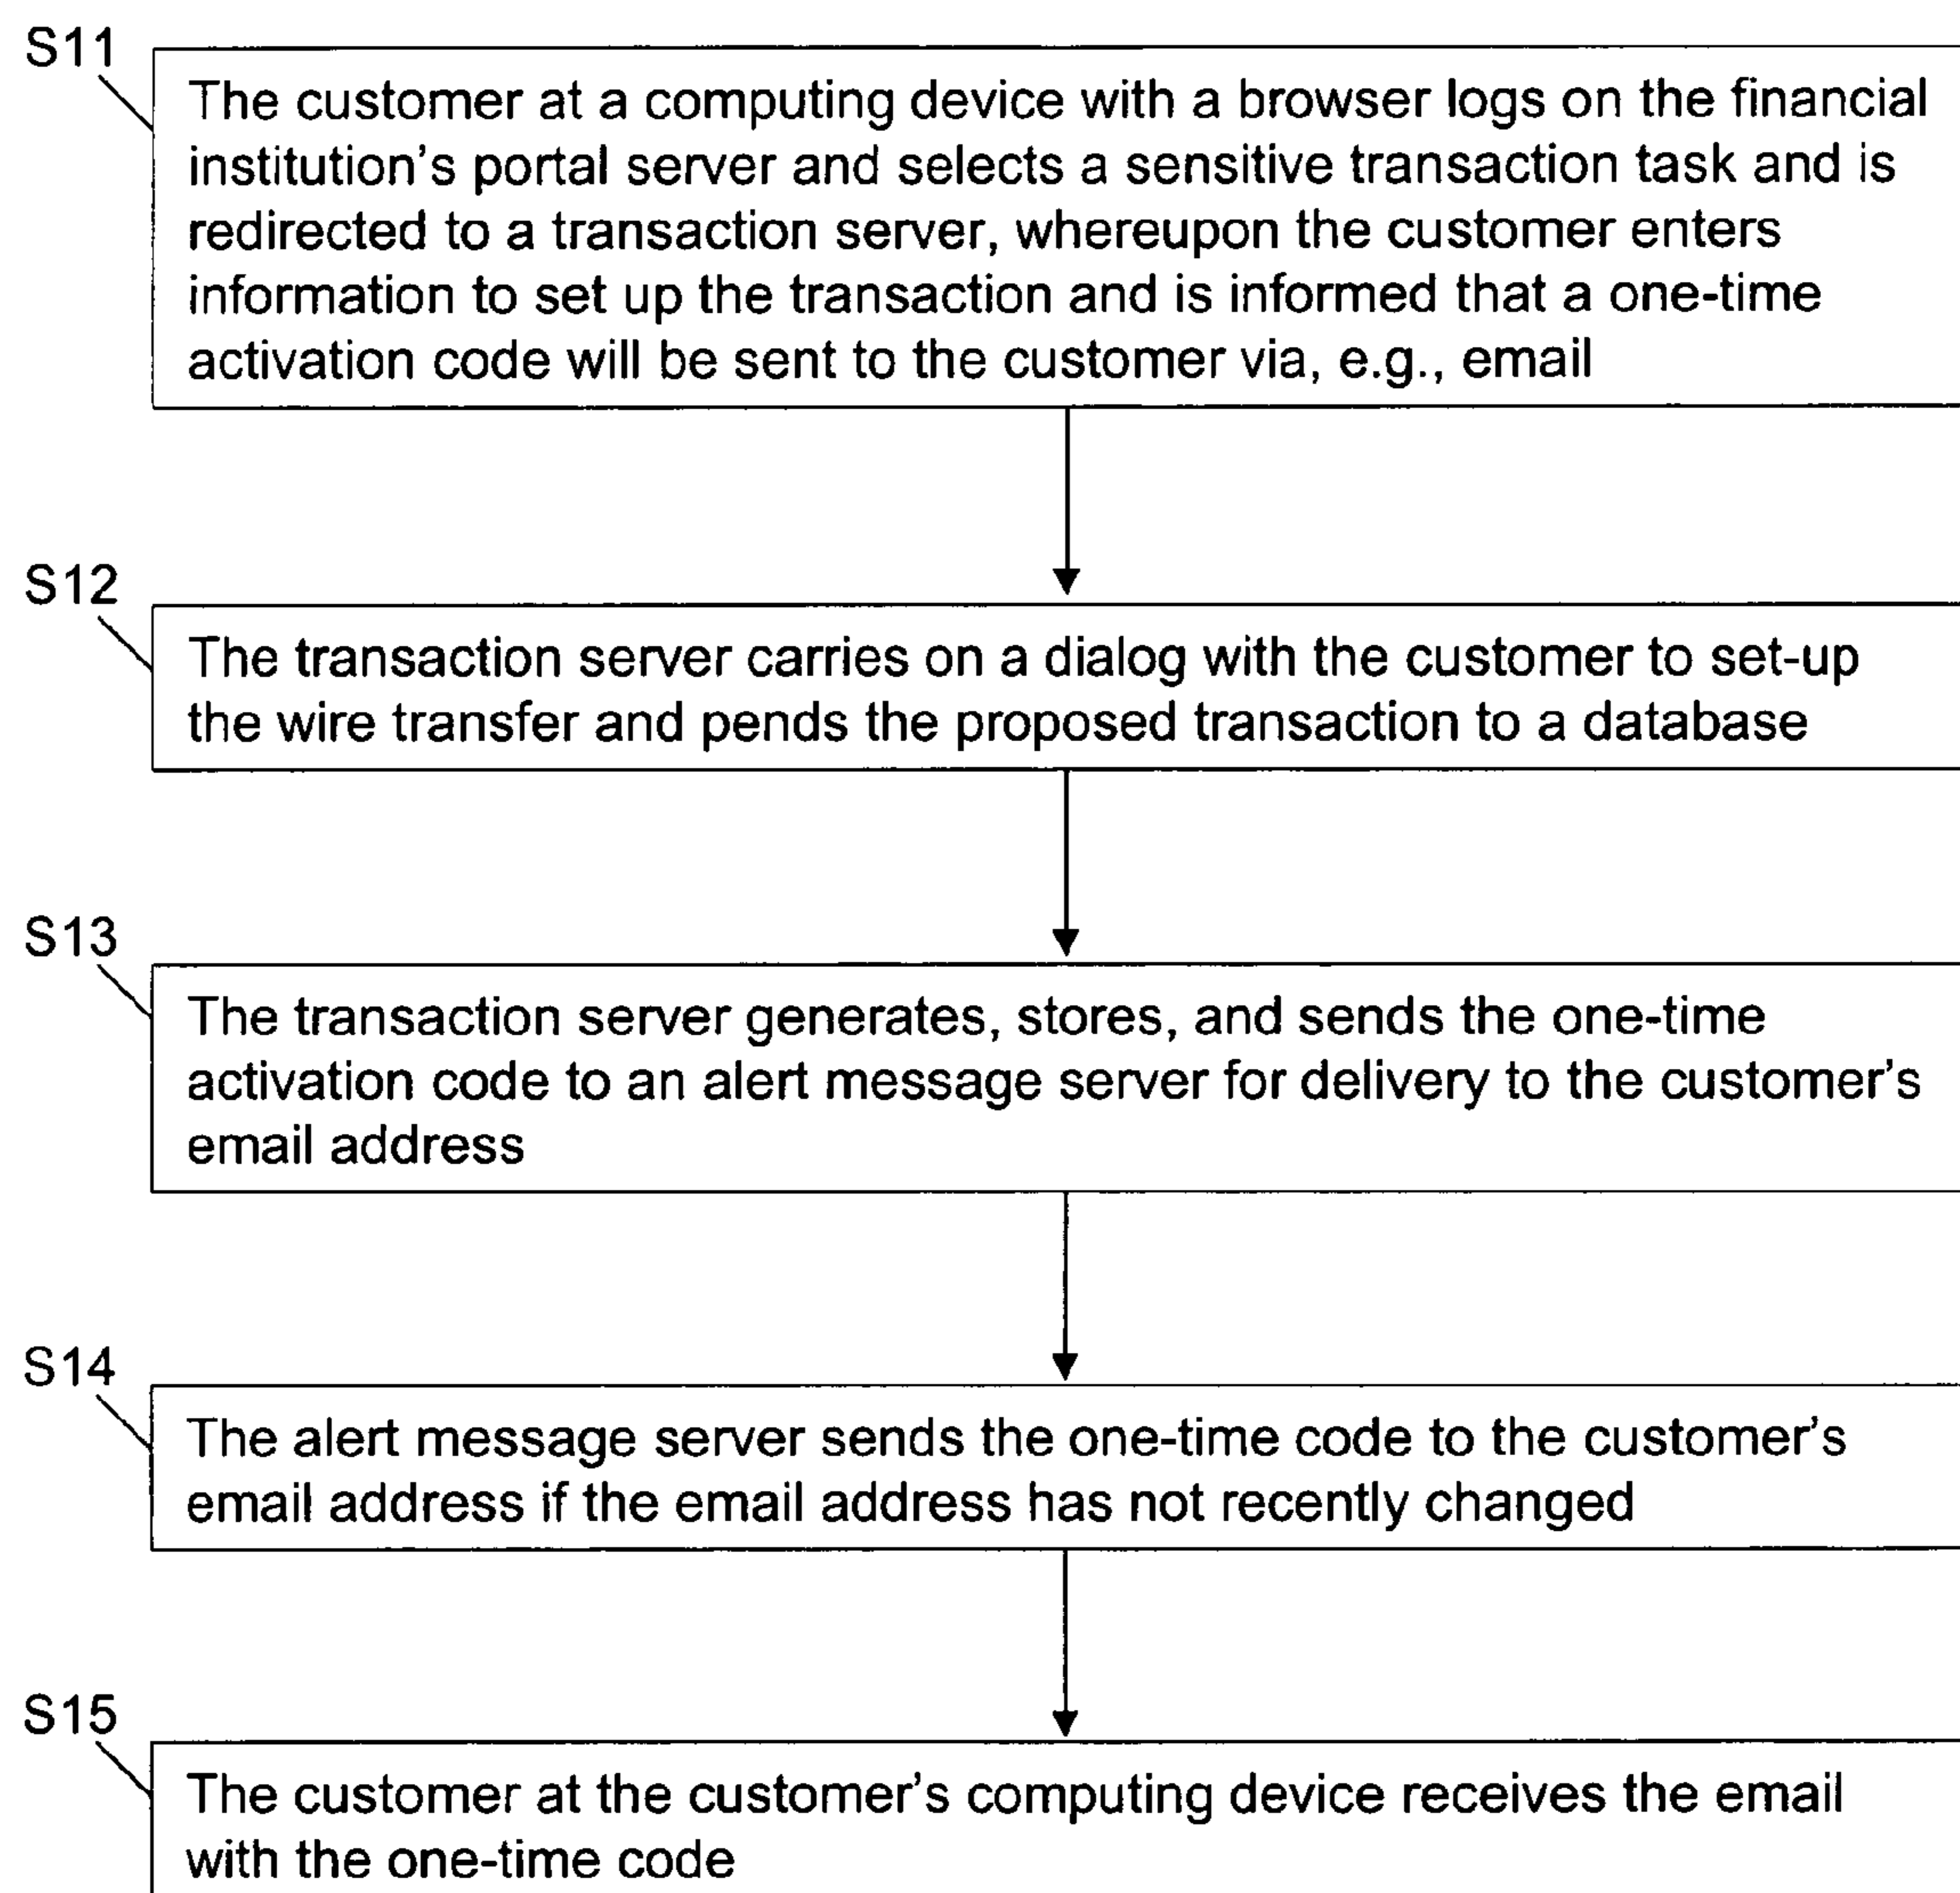 S11
The customer at a computing device with a browser logs on the financial
institution's portal server and selects a sensitive transaction task and is
redirected to a transaction server, whereupon the customer enters
information to set up the transaction and is informed that a one-time
activation code will be sent to the customer via, e.g., email
S12
The transaction server carries on a dialog with the customer to set-up
the wire transfer and pends the proposed transaction to a database
S13
The transaction server generates, stores, and sends the one-time
activation code to an alert message server for delivery to the customer's
email address
S14
The alert message server sends the one-time code to the customer's
email address if the email address has not recently changed
S15
The customer at the customer's computing device receives the email
with the one-time code